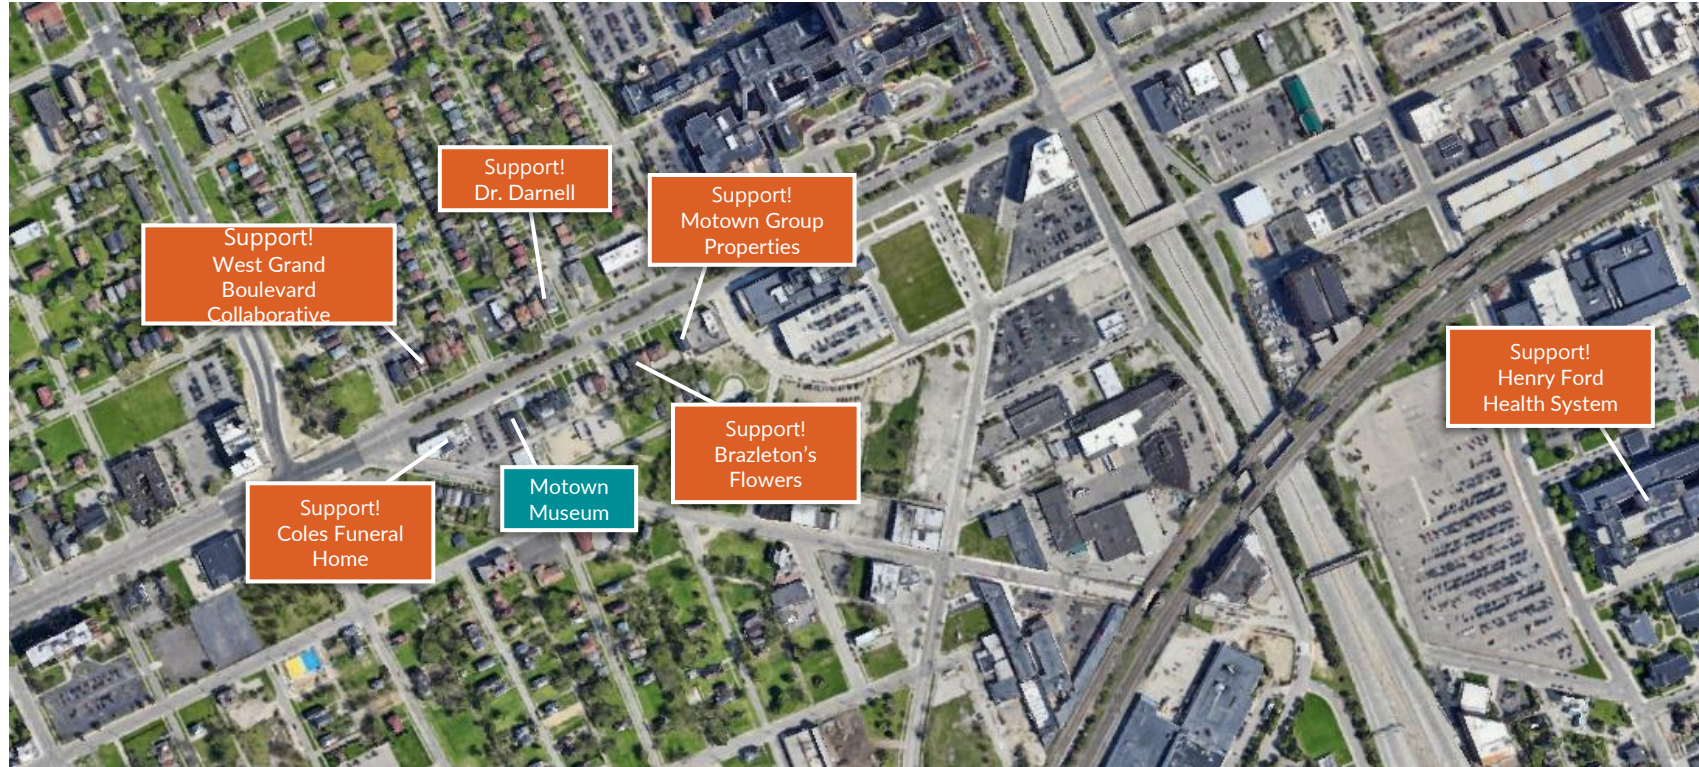 Support!
Dr. Darnell
Support!
Motown Group
Properties
Support!
West Grand
Boulevard
Collaborative
Support!
Henry Ford
Health System
Support!
Brazleton's
Flowers
Motown
Museum
Support!
Coles Funeral
Home